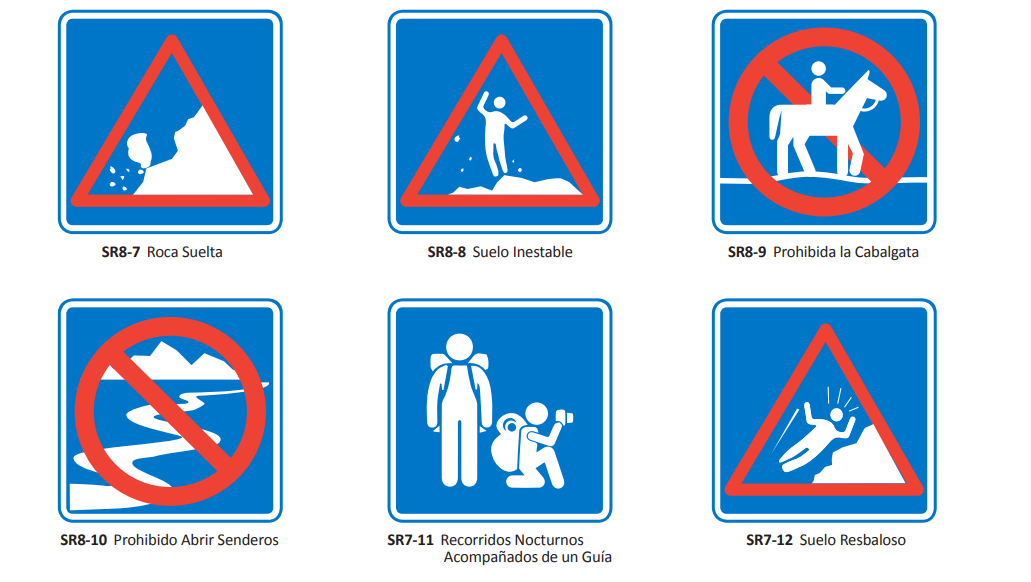 SR8-7 Roca Suelta
SR8-8 Suelo Inestable
SR8-9 Prohibida la Cabalgata
SR8-10 Prohibido Abrir Senderos
SR7-11 Recorridos Nocturnos
Acompañados de un Guía
SR7-12 Suelo Resbaloso